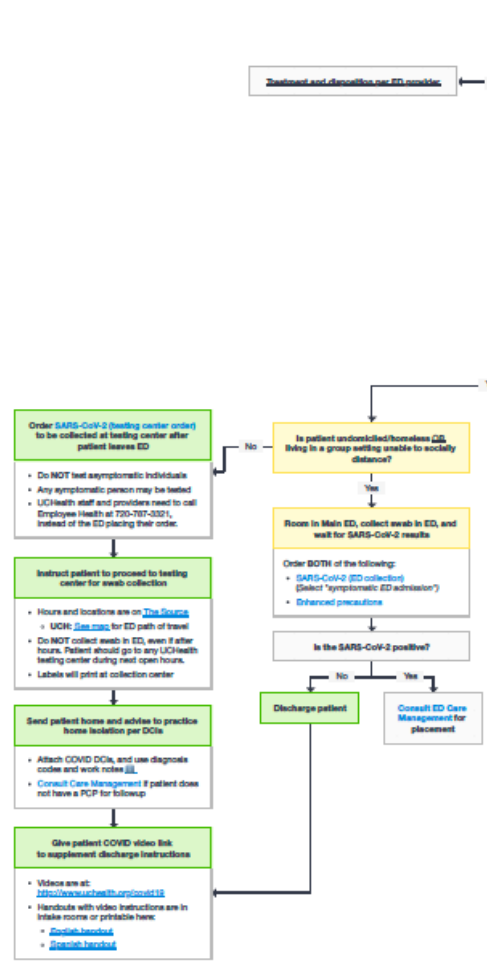 Treatment and disposition per ED provider
Order SARS-CoV-2 (testing center order)
to be collected at testing center after
patient leaves ED
• Do NOT test asymptomatic individuals
• Any symptomatic person may be tested
• UCHealth staff and providers need to call
Employee Health at 720-787-3321,
instead of the ED placing their order.
Instruct patient to proceed to testing
center for swab collection
• Hours and locations are on The Source
UCH: See map for ED path of travel
• Do NOT collect swab in ED, even if after
hours. Patient should go to any UCHealth
testing center during next open hours.
• Labels will print at collection center
Send patient home and advise to practice
home isolation per DCIs
• Attach COVID DCIs, and use diagnosis
codes and work notes
• Consult Care Management if patient does
not have a PCP for followup
Give patient COVID video link
to supplement discharge instructions
• Videos are at:
http://www.uchealth.org/covid19
• Handouts with video instructions are in
intake rooms or printable here:
English handout
Spanish handout
No
Is patient undomiciled/homeless OR
living in a group setting unable to socially
distance?
Yes
Room in Main ED, collect swab in ED, and
wait for SARS-CoV-2 results
Order BOTH of the following:
• SARS-CoV-2 (ED collection)
(Select "symptomatic ED admission")
• Enhanced precautions
Is the SARS-CoV-2 positive?
No
Yes
Discharge patient
Consult ED Care
Management for
placement